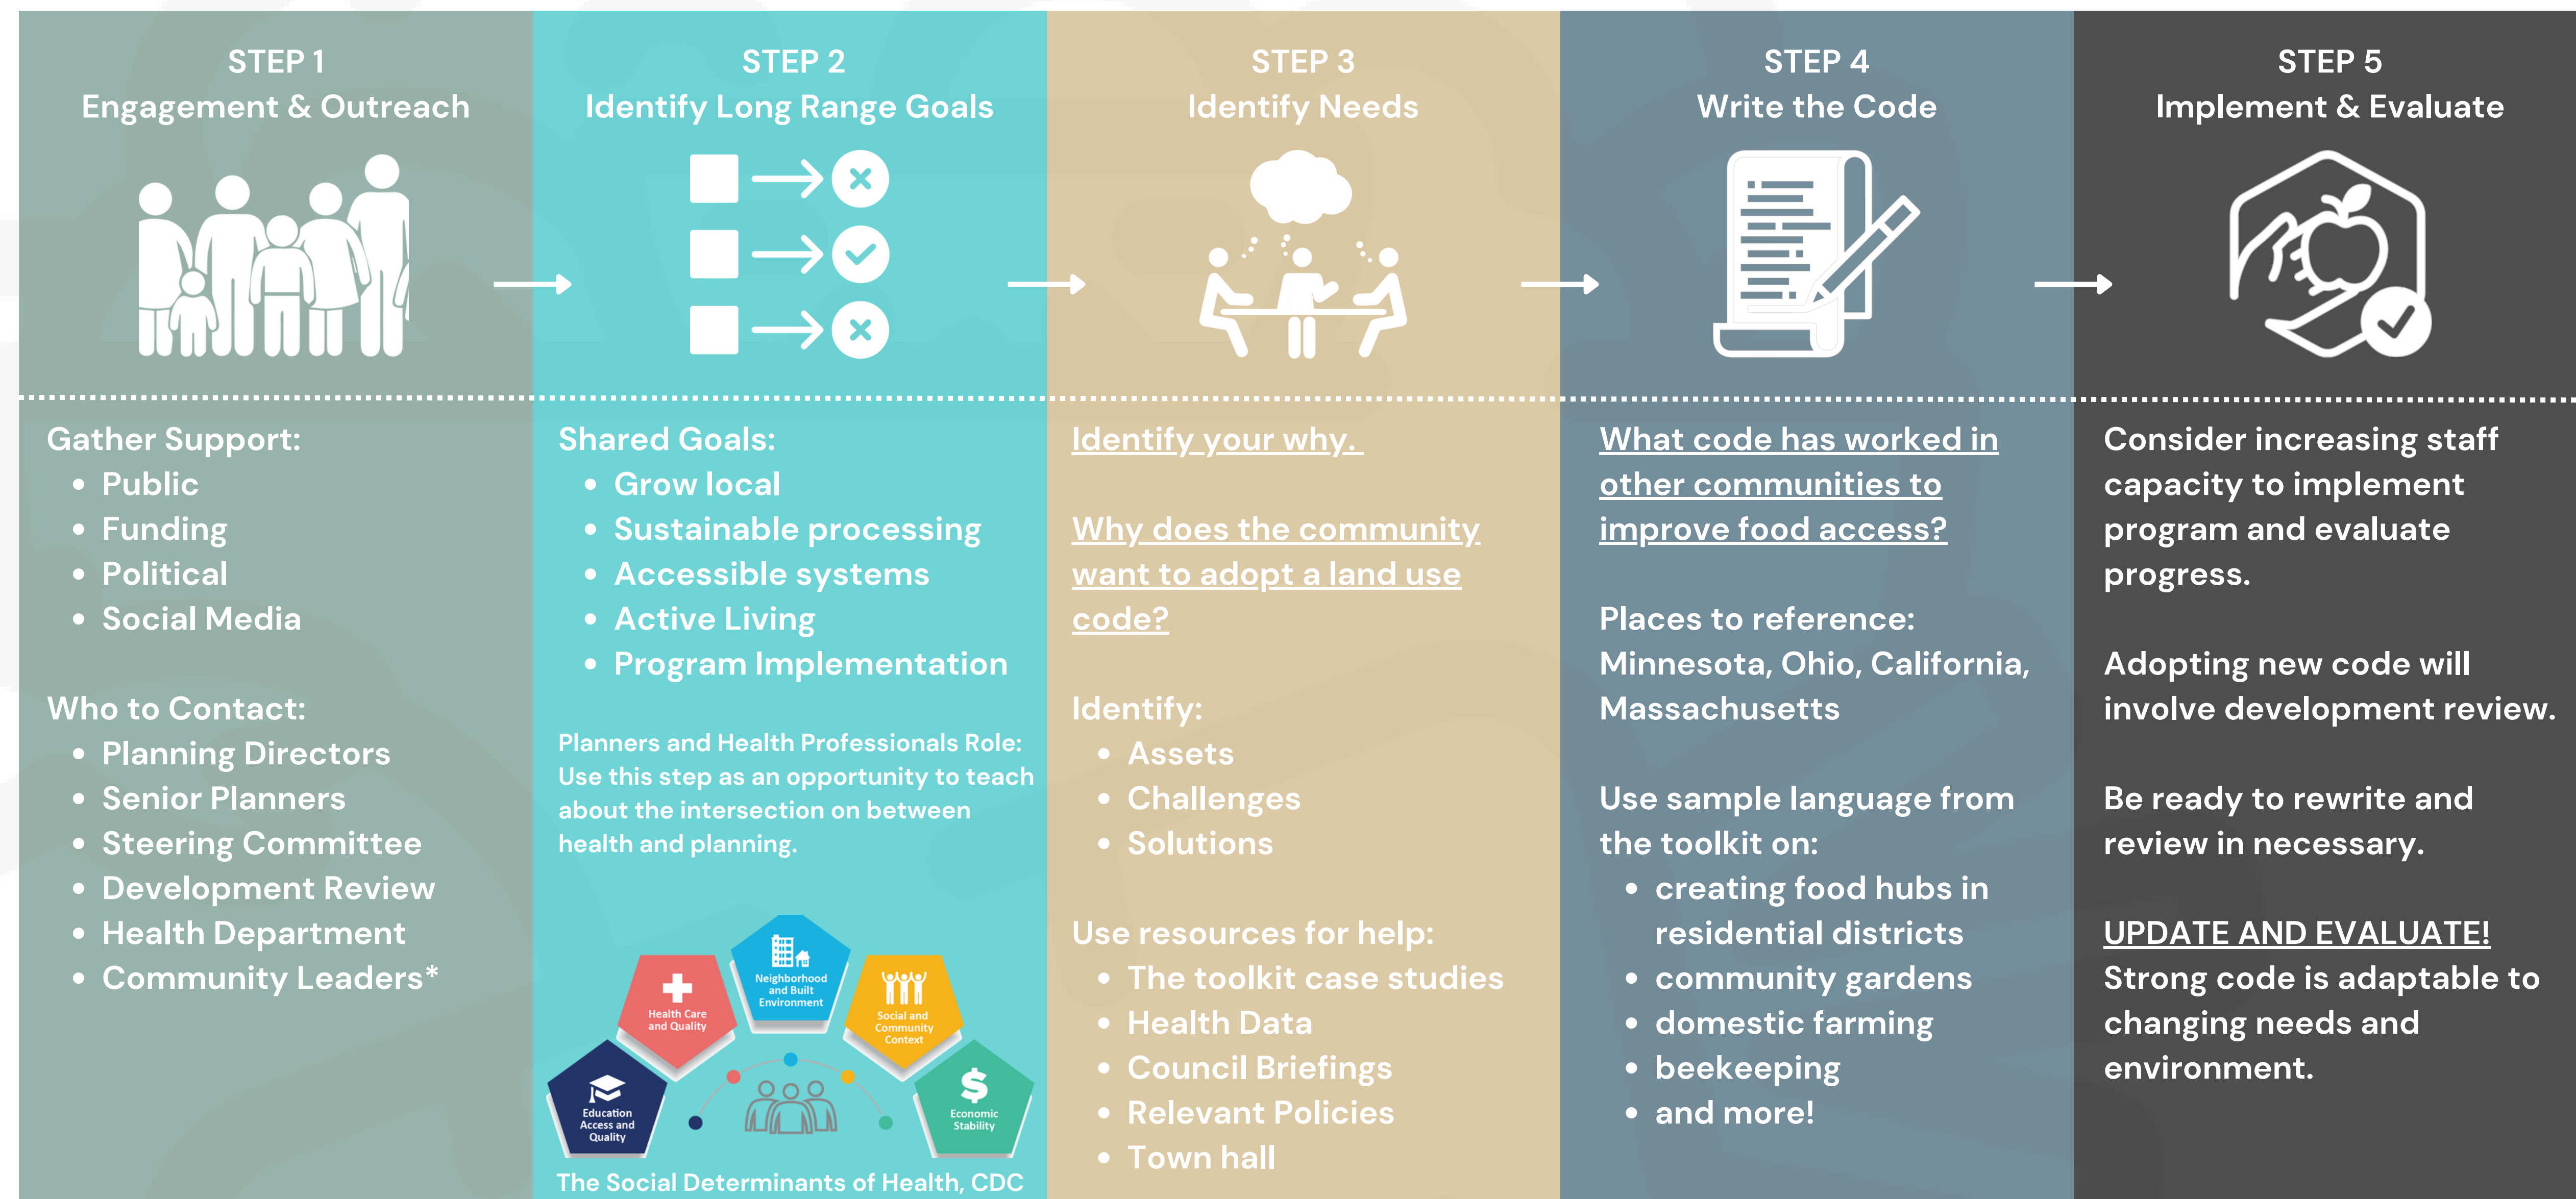 STEP 1
Engagement & Outreach
Gather Support:
• Public
• Funding
• Political
• Social Media
Who to Contact:
• Planning Directors
• Senior Planners
• Steering Committee
• Development Review
• Health Department
• Community Leaders*
STEP 2
Identify Long Range Goals
Shared Goals:
• Grow local
• Sustainable processing
• Accessible systems
• Active Living
• Program Implementation
Planners and Health Professionals Role:
Use this step as an opportunity to teach
about the intersection on between
health and planning.
Education
Access and
Quality
Health Care
and Quality
Neighborhood
and Built
Environment
Social and
Community
Context
Economic
Stability
The Social Determinants of Health, CDC
STEP 3
Identify Needs
Identify your why.
Why does the community
want to adopt a land use
code?
Identify:
• Assets
• Challenges
• Solutions
Use resources for help:
• The toolkit case studies
• Health Data
• Council Briefings
• Relevant Policies
• Town hall
STEP 4
Write the Code
What code has worked in
other communities to
improve food access?
Places to reference:
Minnesota, Ohio, California,
Massachusetts
Use sample language from
the toolkit on:
• creating food hubs in
residential districts
• community gardens
• domestic farming
• beekeeping
• and more!
STEP 5
Implement & Evaluate
Consider increasing staff
capacity to implement
program and evaluate
progress.
Adopting new code will
involve development review.
Be ready to rewrite and
review in necessary.
UPDATE AND EVALUATE!
Strong code is adaptable to
changing needs and
environment.